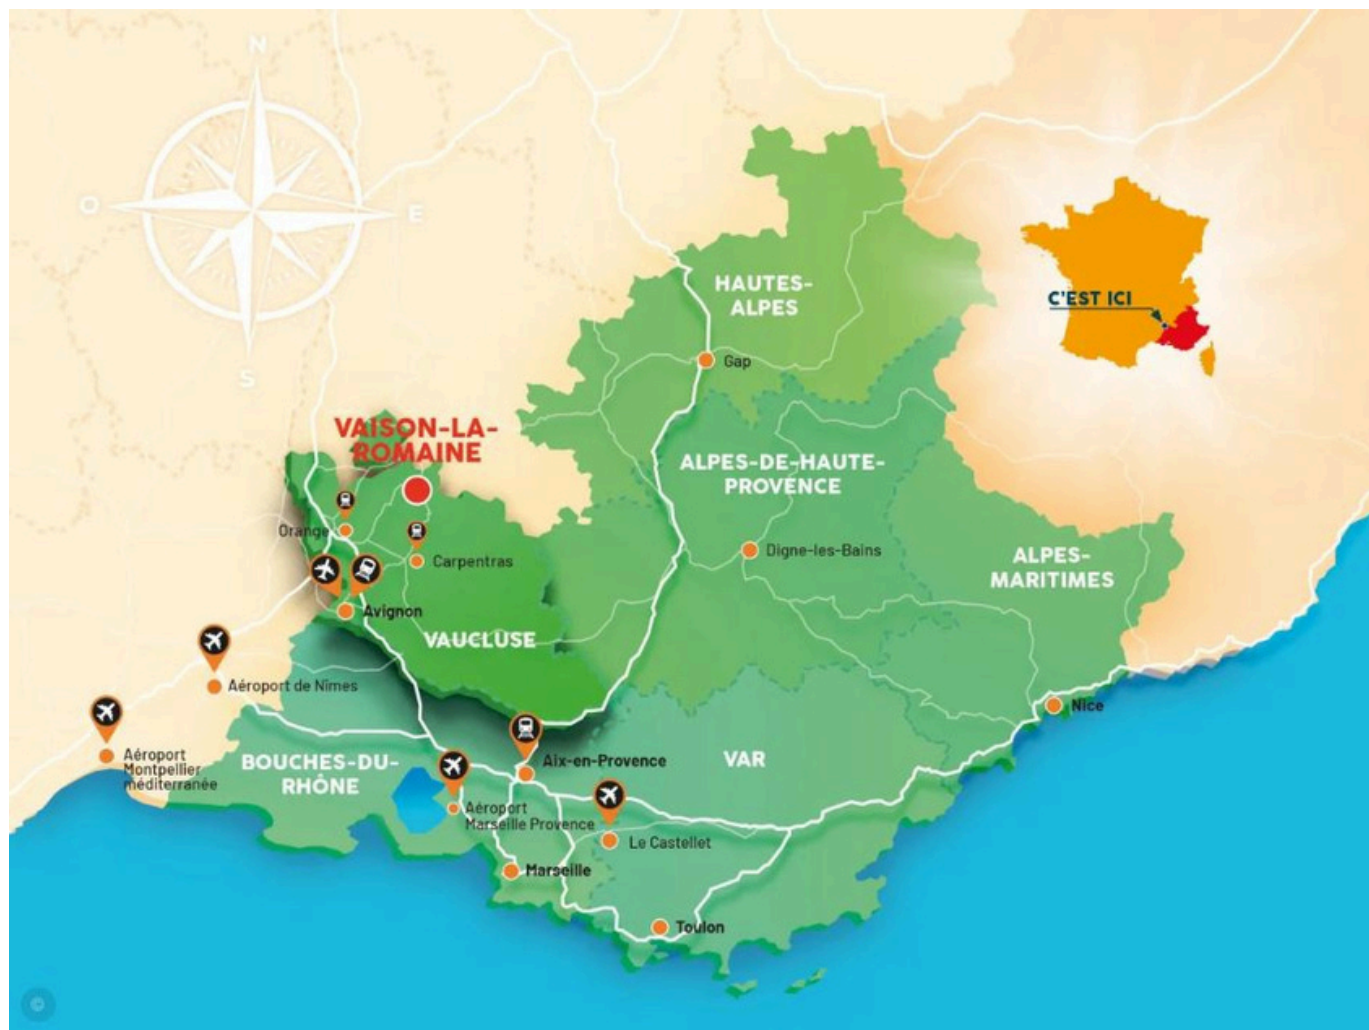 N
O
E
S
HAUTES-
ALPES
C'EST ICI
Gap
VAISON-LA-
ROMAINE
ALPES-DE-HAUTE-
PROVENCE
Orange
Carpentras
Digne-les-Bains
ALPES-
MARITIMES
Avignon
VAUCLUSE
Aéroport de Nîmes
Nice
Aéroport
Montpellier
méditerranée
BOUCHES-DU-
RHÔNE
Aix-en-Provence
VAR
Aéroport
Marseille Provence
Le Castellet
Marseille
Toulon
©